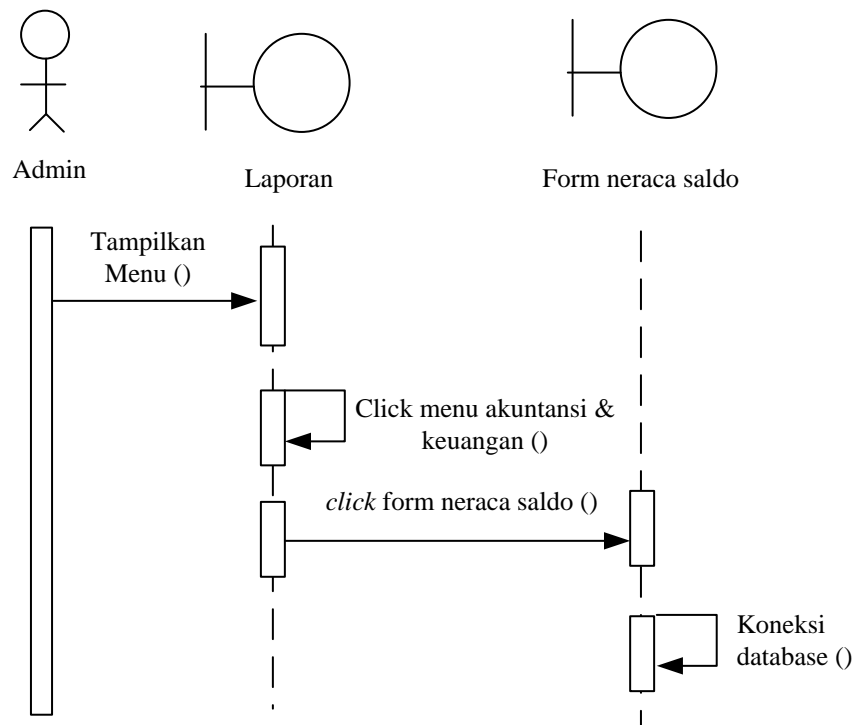 Admin
Laporan
Form neraca saldo
Tampilkan
Menu ()
Click menu akuntansi &
keuangan ()
click form neraca saldo ()
Koneksi
database ()